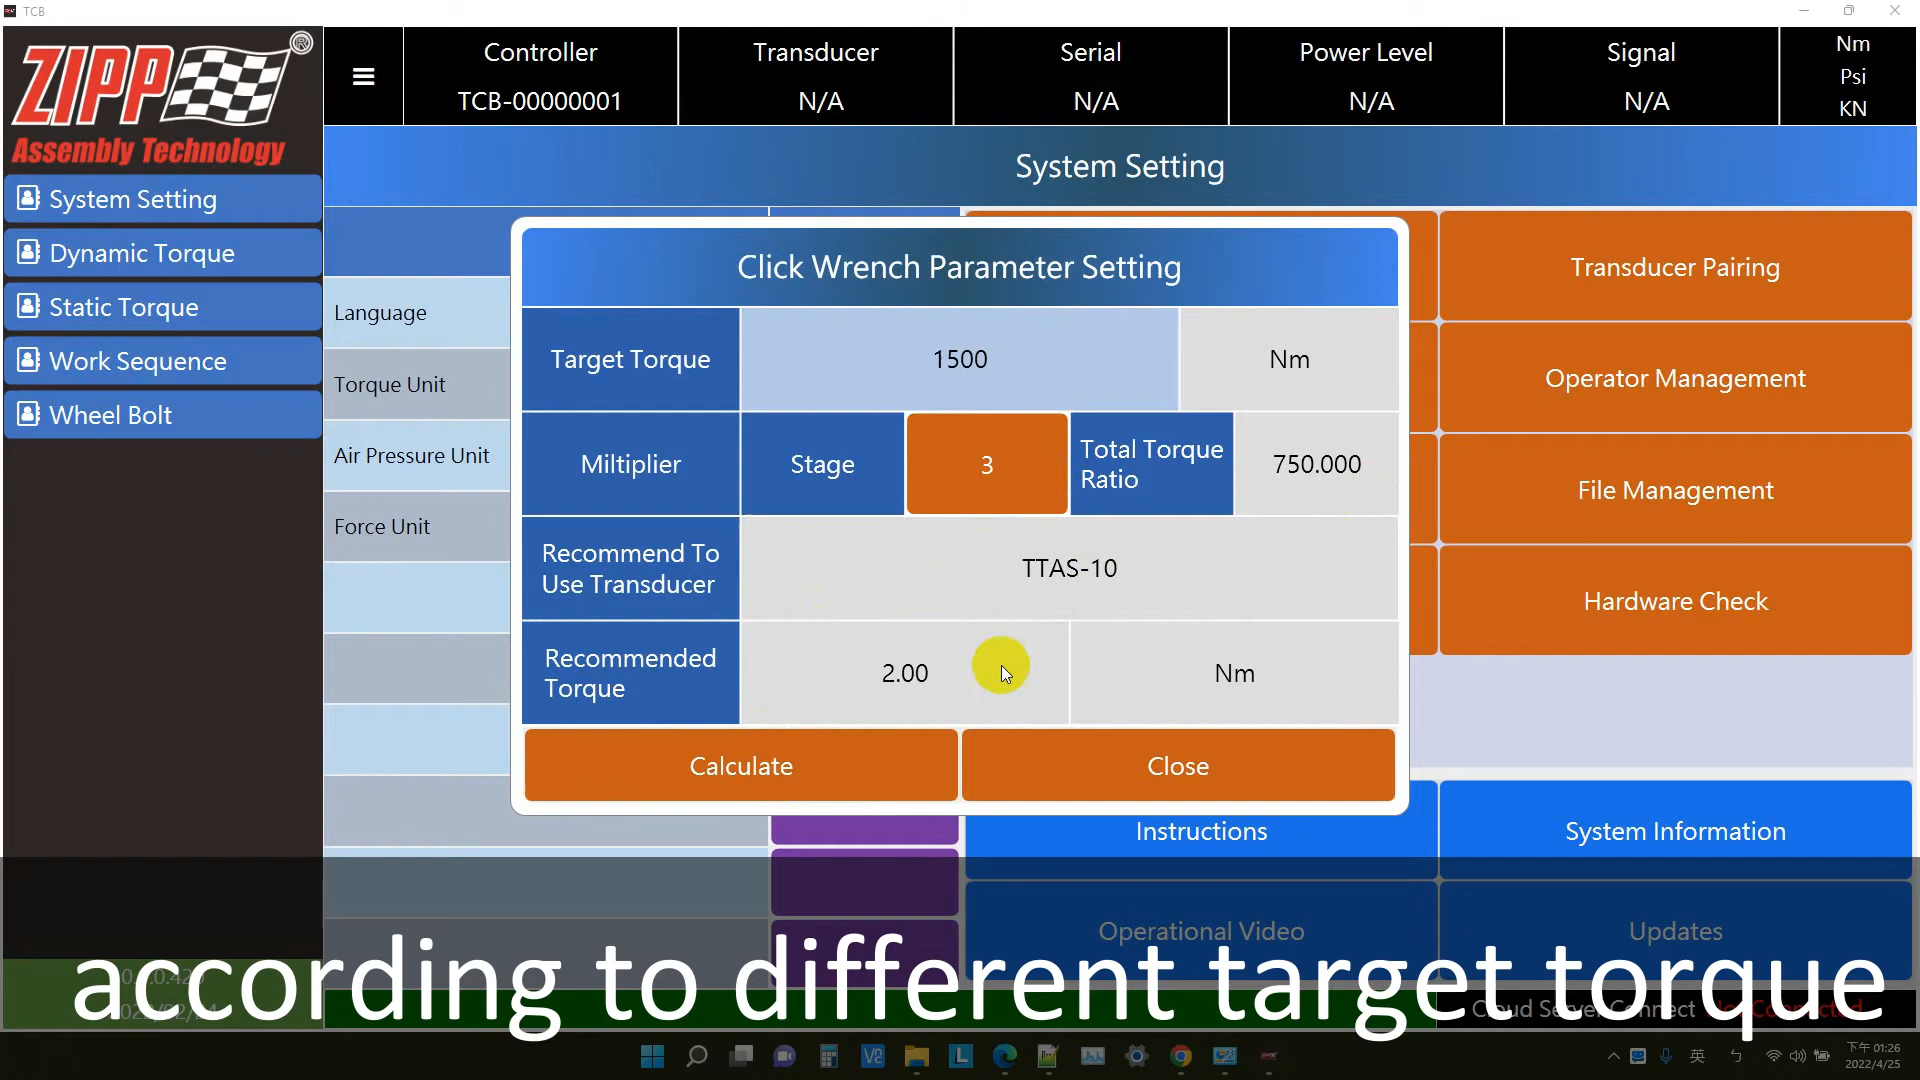 TCB
ZIPP
®
Assembly Technology
Controller
TCB-00000001
Transducer
N/A
Serial
N/A
Power Level
N/A
Signal
N/A
Nm
Psi
KN
System Setting
System Setting
Dynamic Torque
Static Torque
Work Sequence
Wheel Bolt
Language
Torque Unit
Air Pressure Unit
Force Unit
Click Wrench Parameter Setting
Target Torque
1500
Nm
Miltiplier
Stage
3
Total Torque
Ratio
750.000
Recommend To
Use Transducer
TTAS-10
Recommended
Torque
2.00
Nm
Calculate
Close
Transducer Pairing
Operator Management
File Management
Hardware Check
Instructions
System Information
Operational Video
Updates
according to different target torque
Cloud Server Connect
英
ㄅ
下午 01:26
2022/4/25